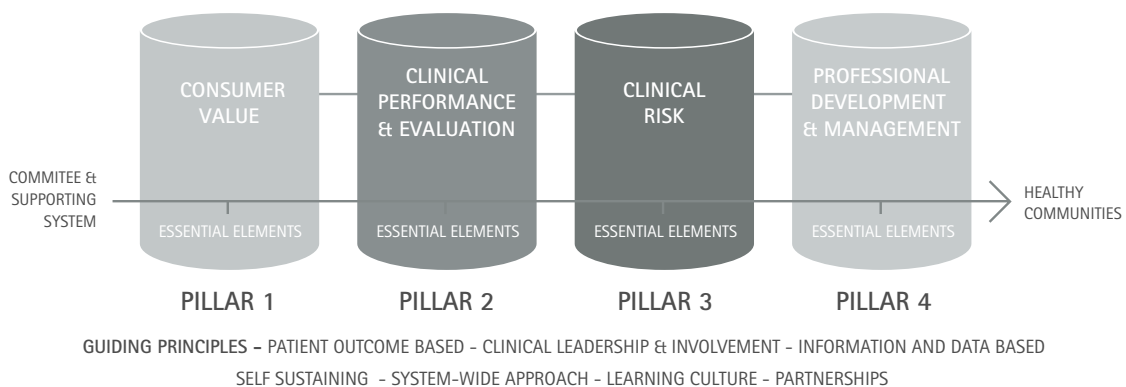 CONSUMER
VALUE
CLINICAL
PERFORMANCE
& EVALUATION
CLINICAL
RISK
PROFESSIONAL
DEVELOPMENT
& MANAGEMENT
COMMITEE &
SUPPORTING
SYSTEM
HEALTHY
COMMUNITIES
ESSENTIAL ELEMENTS
ESSENTIAL ELEMENTS
ESSENTIAL ELEMENTS
ESSENTIAL ELEMENTS
PILLAR 1
PILLAR 2
PILLAR 3
PILLAR 4
GUIDING PRINCIPLES – PATIENT OUTCOME BASED - CLINICAL LEADERSHIP & INVOLVEMENT - INFORMATION AND DATA BASED
SELF SUSTAINING - SYSTEM-WIDE APPROACH - LEARNING CULTURE - PARTNERSHIPS